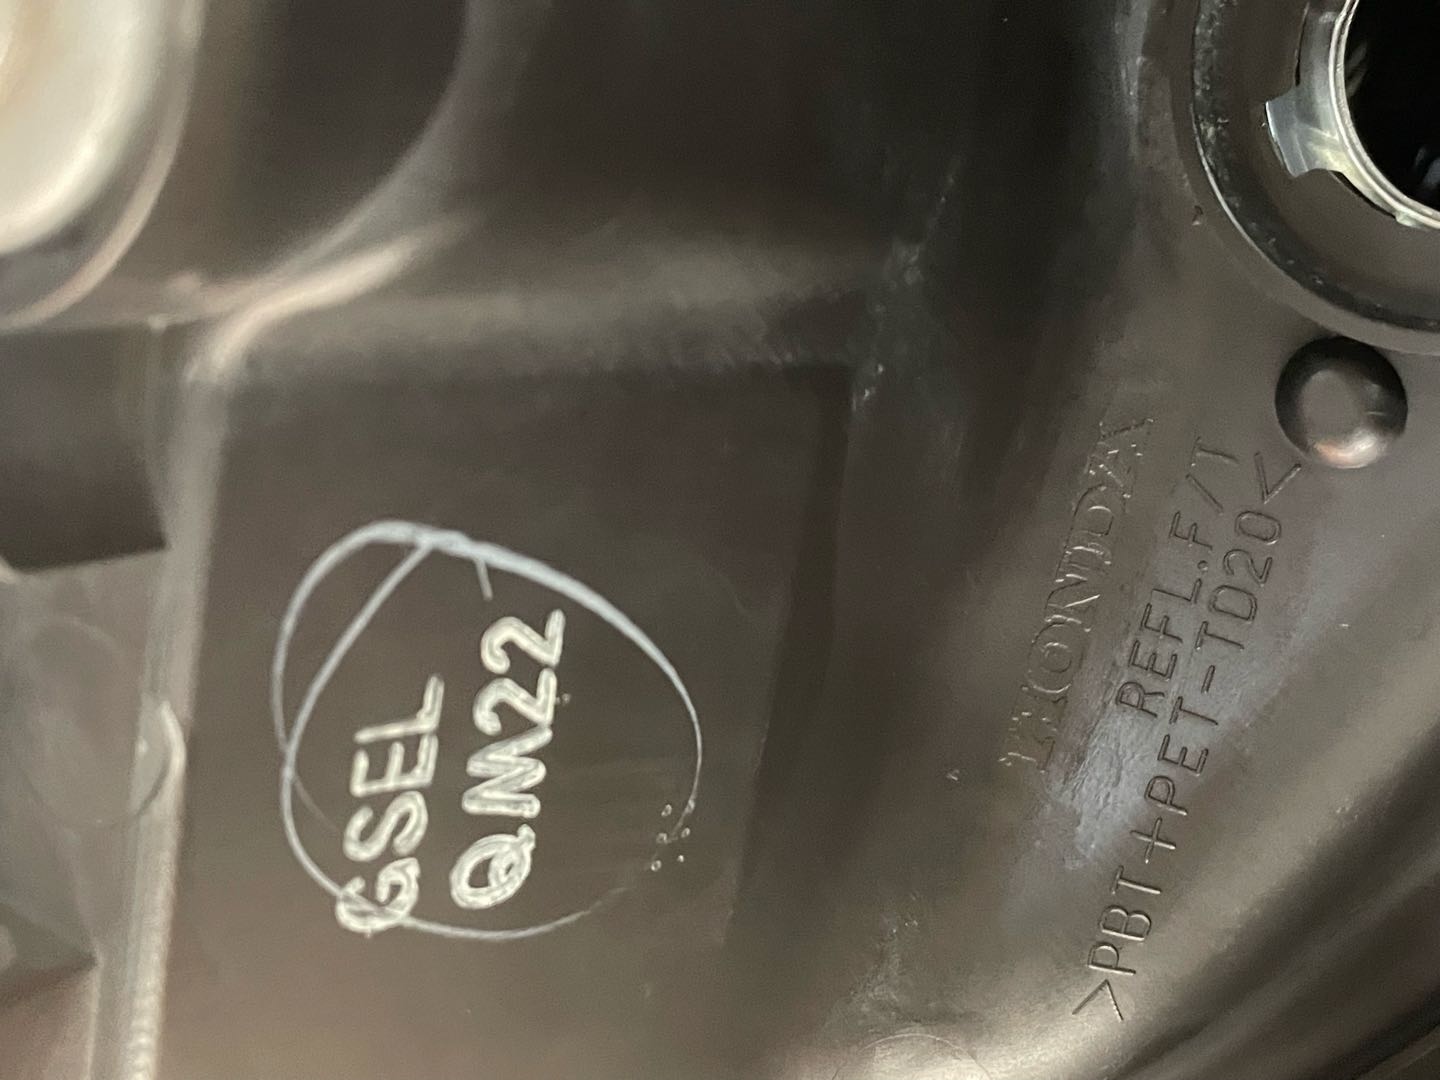 GSEL
QM22
HONDA
REFL.F/T
>PBT+PET-TD20<